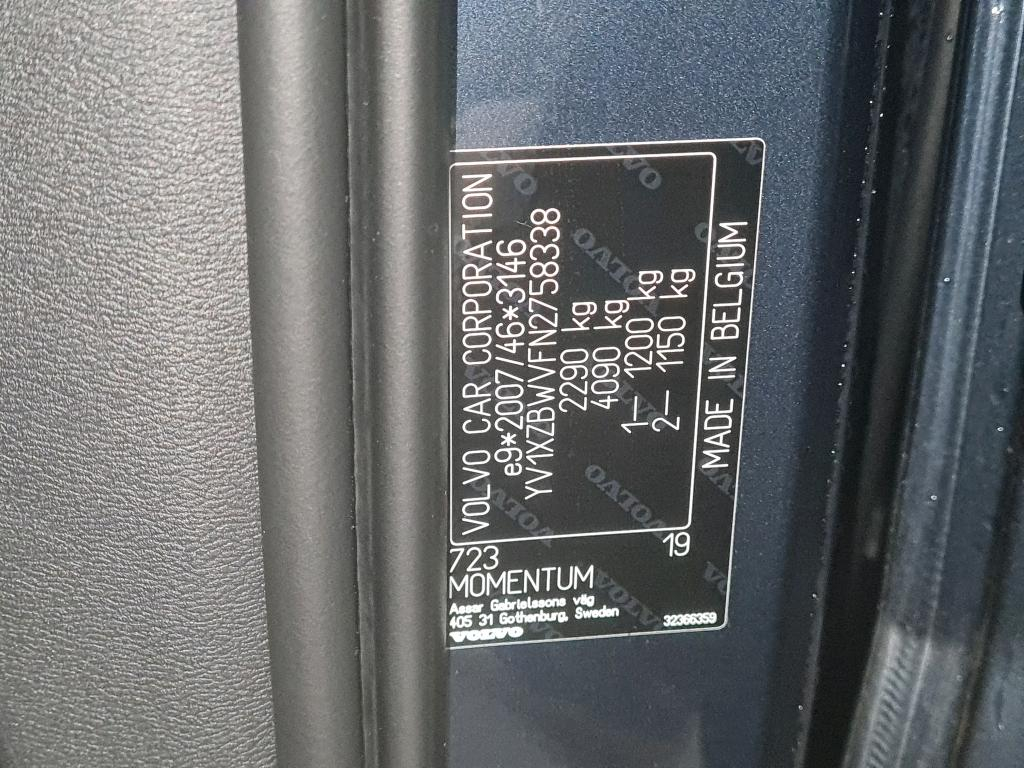 VOLVO CAR CORPORATION
e9*2007/46*3146
YV1XZBWVFN2758338
2290 kg
4090 kg
1– 1200 kg
2– 1150 kg
MADE IN BELGIUM
723
19
MOMENTUM
Assar Gabrielssons väg
405 31 Gothenburg, Sweden
32366359
VOLVO